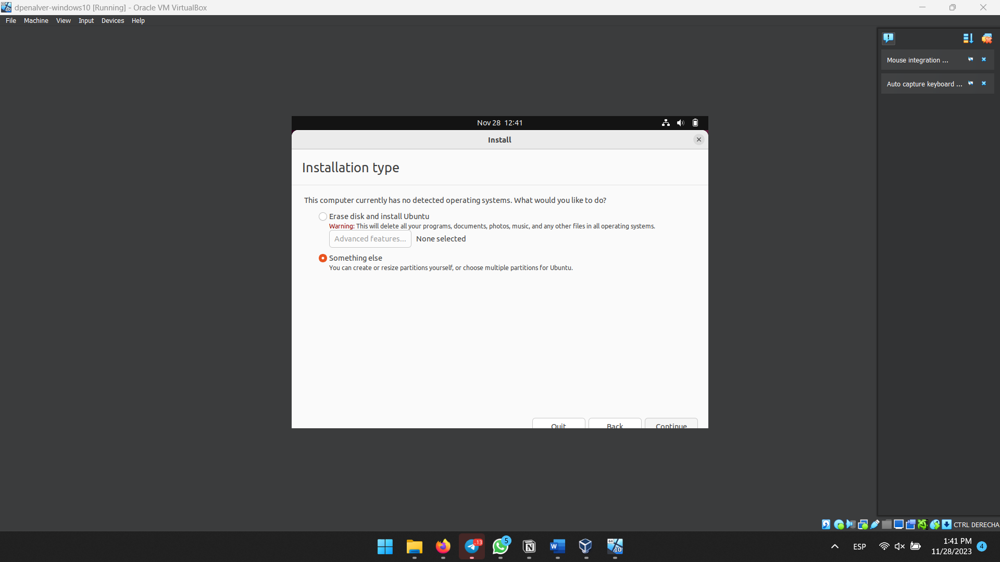 dpenalver-windows10 [Running] - Oracle VM VirtualBox
File Machine View Input Devices Help
Mouse integration ...
Auto capture keyboard ...
Nov 28 12:41
Install
Installation type
This computer currently has no detected operating systems. What would you like to do?
Erase disk and install Ubuntu
Warning: This will delete all your programs, documents, photos, music, and any other files in all operating systems.
Advanced features... None selected
Something else
You can create or resize partitions yourself, or choose multiple partitions for Ubuntu.
Quit Back Continue
CTRL DERECHA
64
10
..13
5
W
64
10
ESP
1:41 PM
11/28/2023
4